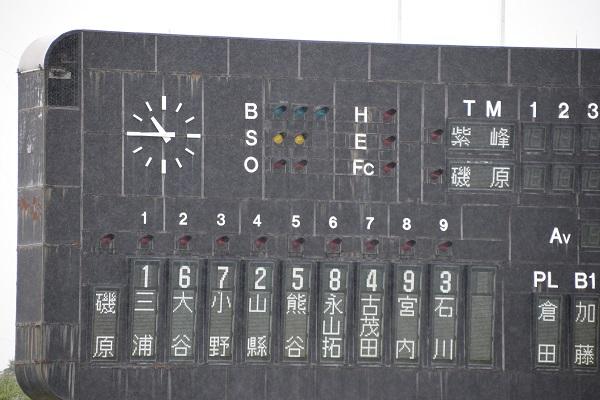 B H T M 1 2 3
S E 紫峰
O Fc 磯原
Av
1 2 3 4 5 6 7 8 9
PL B1
1 6 7 2 5 8 4 9 3
磯原 三浦 大谷 小野 山縣 熊谷 永山拓 古茂田 宮内 石川 倉田 加藤